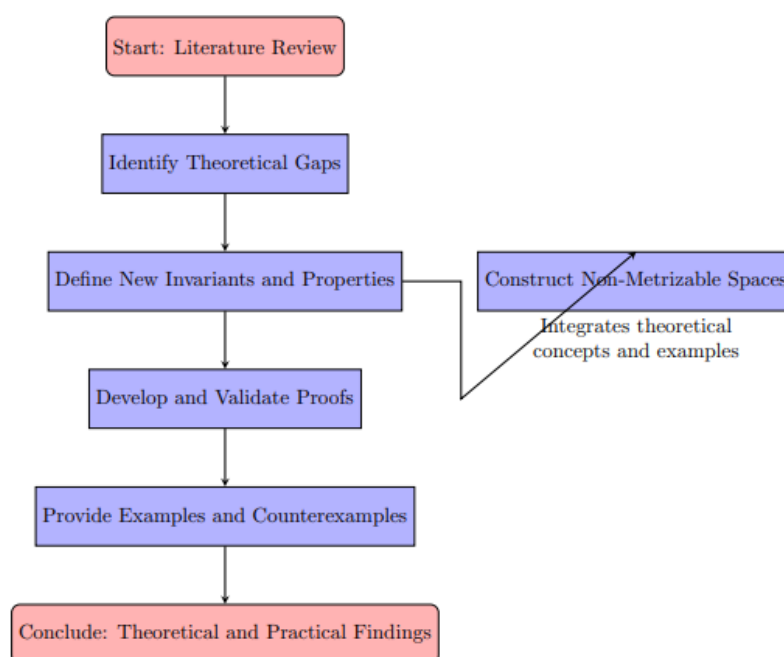 Start: Literature Review
Identify Theoretical Gaps
Define New Invariants and Properties
Construct Non-Metrizable Spaces
Integrates theoretical
concepts and examples
Develop and Validate Proofs
Provide Examples and Counterexamples
Conclude: Theoretical and Practical Findings